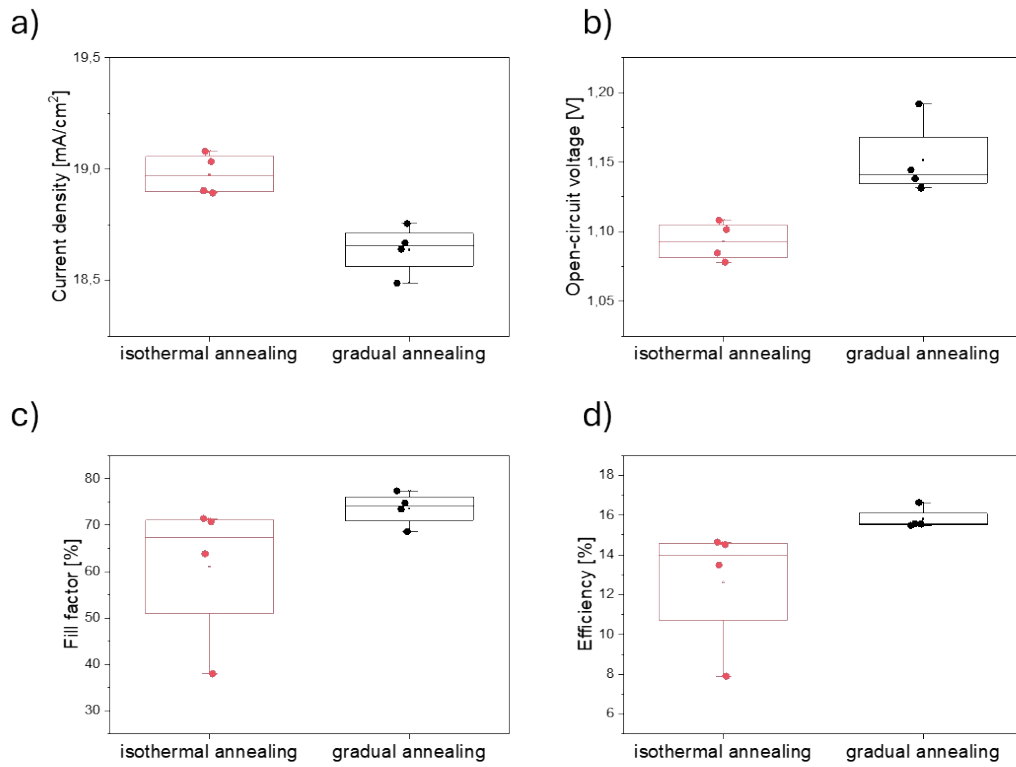 a)
Current density [mA/cm²]
19,5
19,0
18,5
isothermal annealing
gradual annealing
b)
Open-circuit voltage [V]
1,20
1,15
1,10
1,05
isothermal annealing
gradual annealing
c)
Fill factor [%]
80
70
60
50
40
30
isothermal annealing
gradual annealing
d)
Efficiency [%]
18
16
14
12
10
8
6
isothermal annealing
gradual annealing